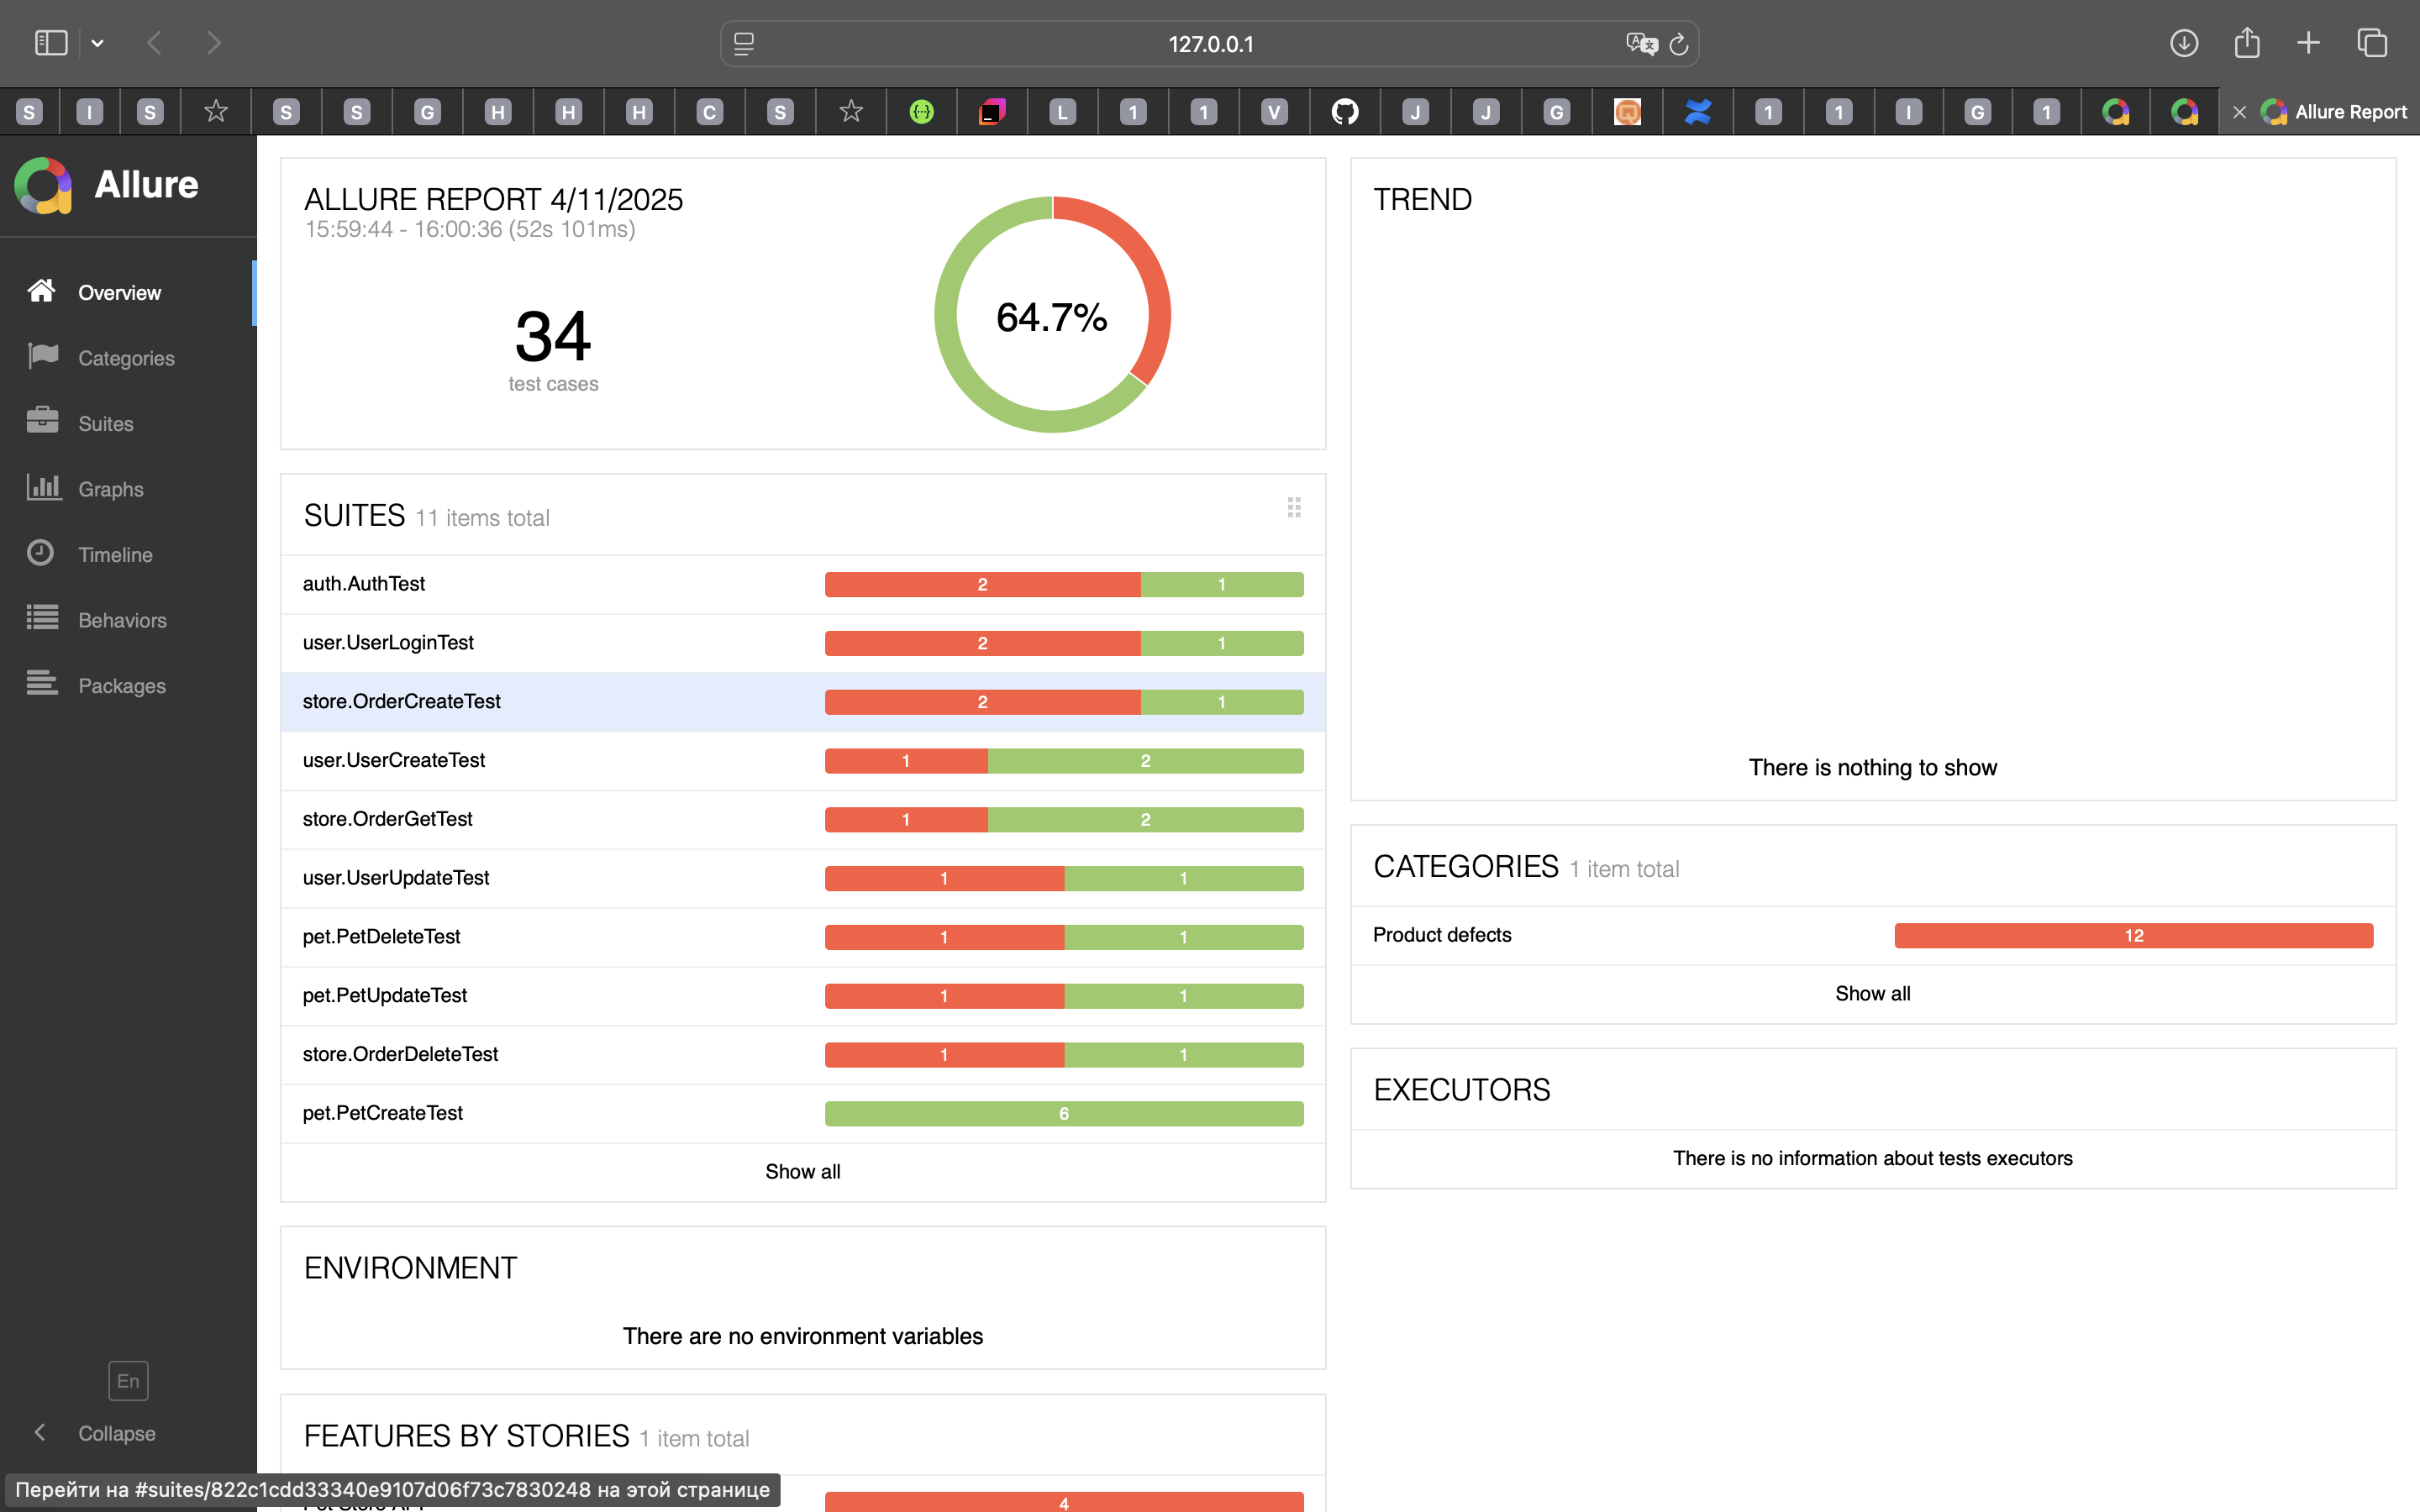 127.0.0.1
S
I
S
S
S
G
H
H
H
C
S
L
1
1
V
J
J
G
1
1
I
G
1
Allure Report
Allure
Overview
Categories
Suites
Graphs
Timeline
Behaviors
Packages
En
Collapse
ALLURE REPORT 4/11/2025
15:59:44 - 16:00:36 (52s 101ms)
34
test cases
64.7%
SUITES 11 items total
auth.AuthTest 2 1
user.UserLoginTest 2 1
store.OrderCreateTest 2 1
user.UserCreateTest 1 2
store.OrderGetTest 1 2
user.UserUpdateTest 1 1
pet.PetDeleteTest 1 1
pet.PetUpdateTest 1 1
store.OrderDeleteTest 1 1
pet.PetCreateTest 6
Show all
ENVIRONMENT
There are no environment variables
FEATURES BY STORIES 1 item total
4
TREND
There is nothing to show
CATEGORIES 1 item total
Product defects 12
Show all
EXECUTORS
There is no information about tests executors
Перейти на #suites/822c1cdd33340e9107d06f73c7830248 на этой странице